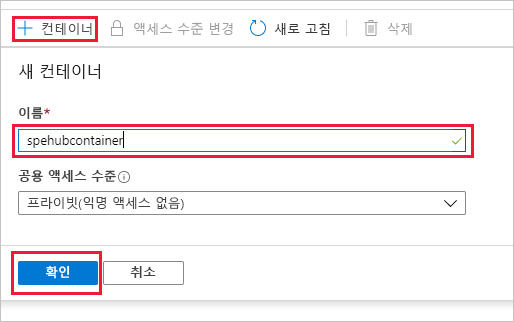 + 컨테이너 액세스 수준 변경 새로 고침 삭제
새 컨테이너
이름*
spehubcontainer
공용 액세스 수준
프라이빗(익명 액세스 없음)
확인 취소